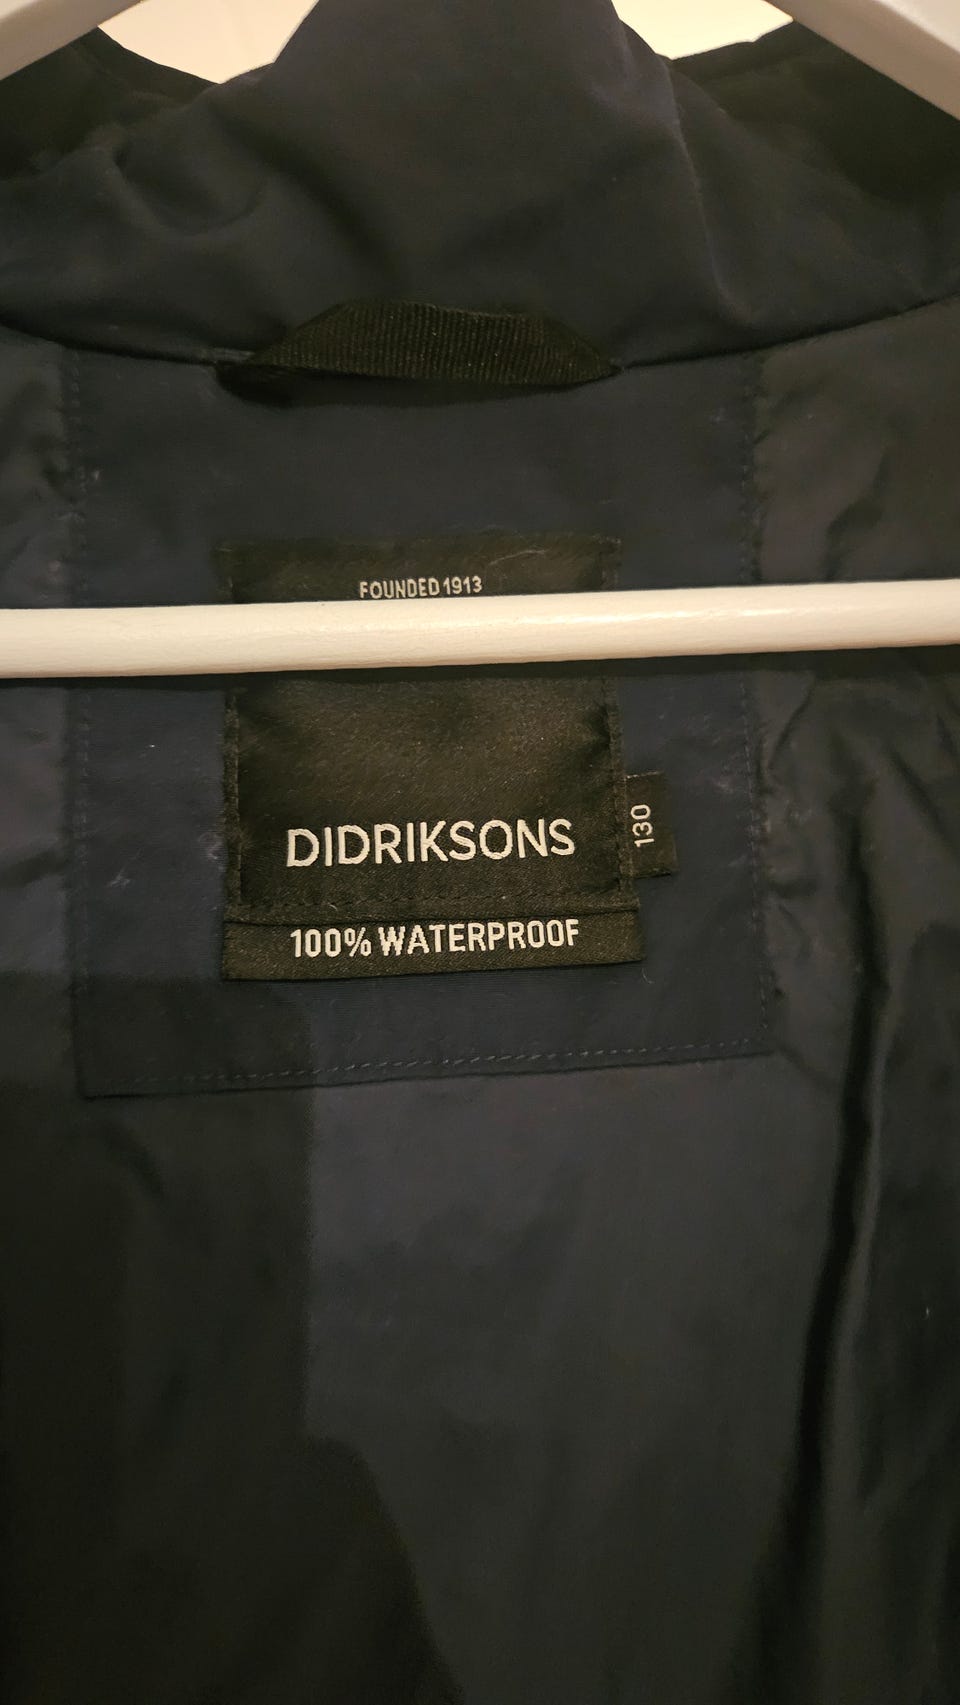 FOUNDED 1913
DIDRIKSONS
130
100% WATERPROOF